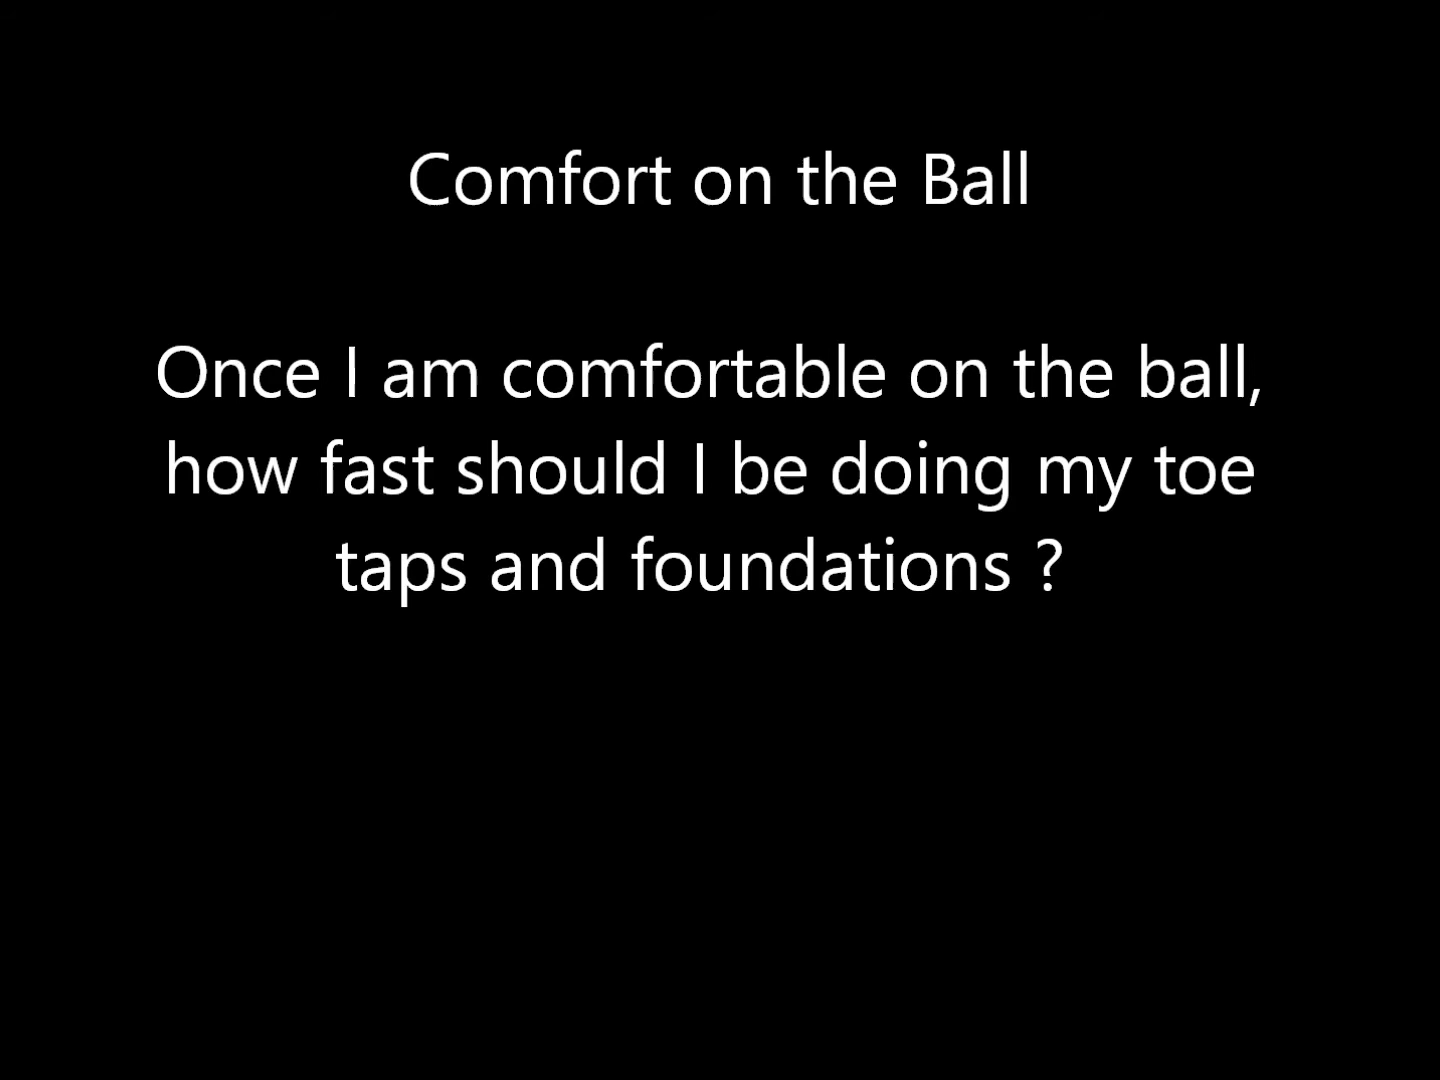 Comfort on the Ball
Once I am comfortable on the ball,
how fast should I be doing my toe
taps and foundations ?